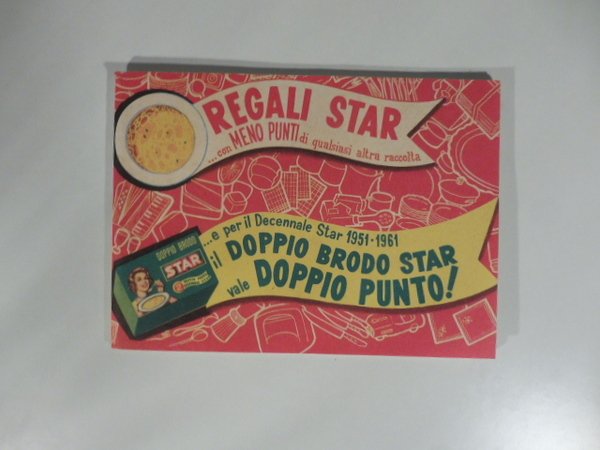 REGALI STAR
...con MENO PUNTI di qualsiasi altra raccolta
...e per il Decennale Star 1951-1961
il DOPPIO BRODO STAR
vale DOPPIO PUNTO!
DOPPIO BRODO
STAR